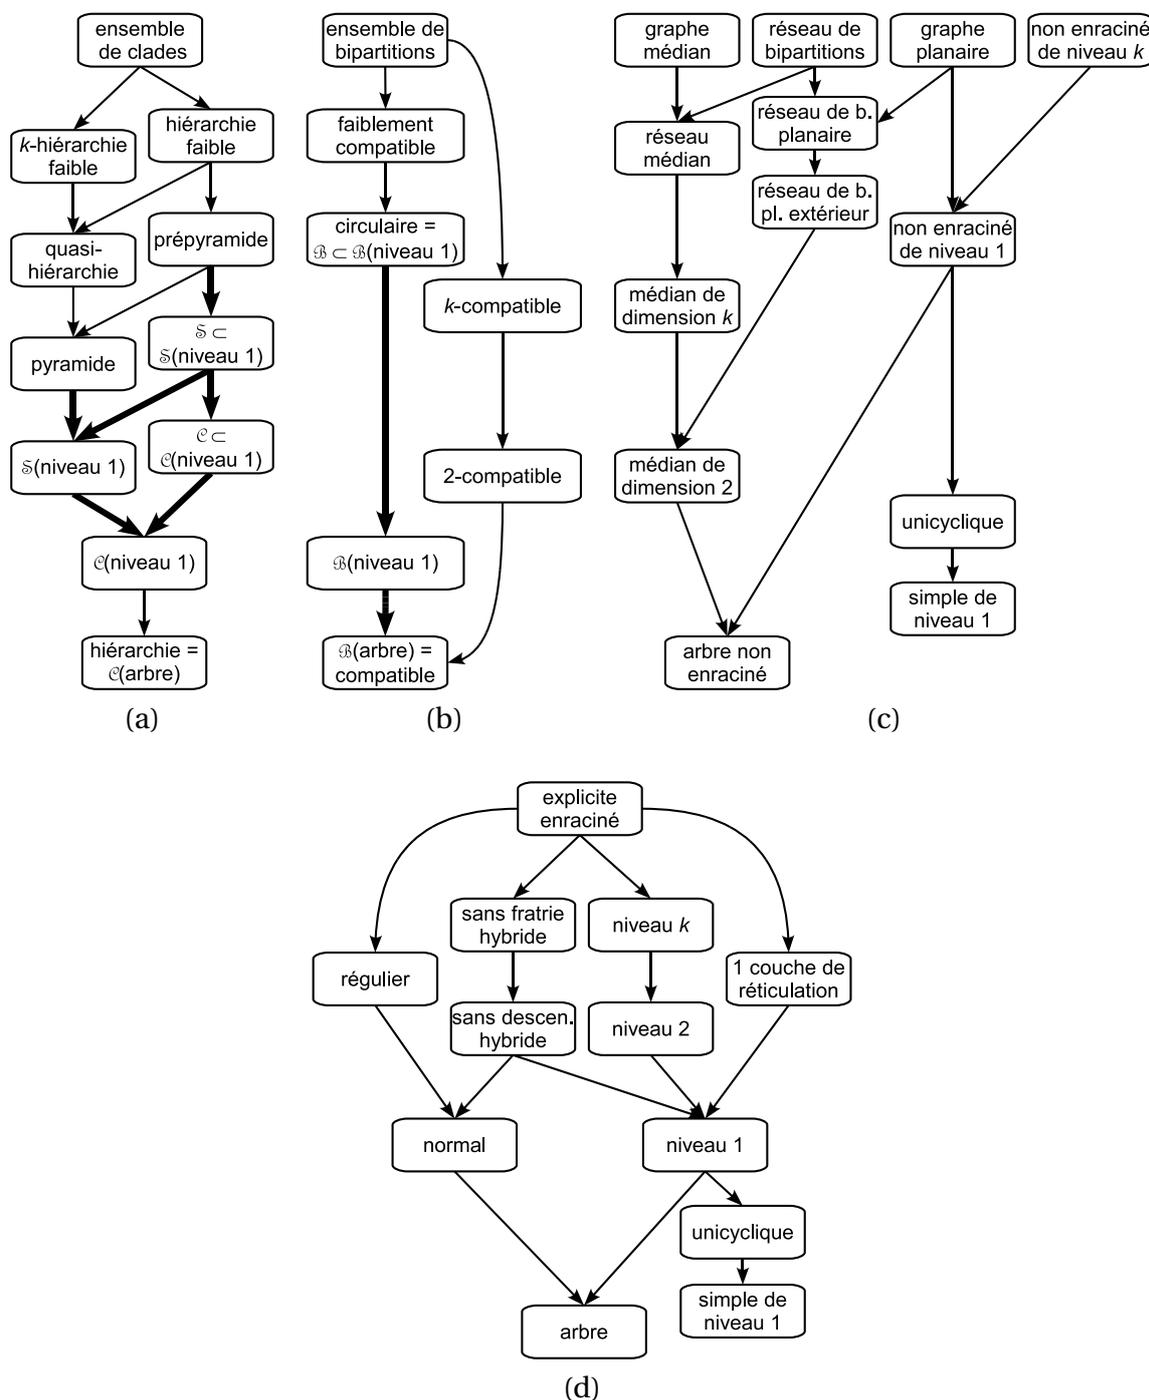 ensemble
de clades
k-hiérarchie
faible
hiérarchie
faible
quasi-
hiérarchie
prépyramide
pyramide
𝒮 ⊂
𝒮(niveau 1)
𝒮(niveau 1)
𝒞 ⊂
𝒞(niveau 1)
𝒞(niveau 1)
hiérarchie =
𝒞(arbre)
(a)
ensemble de
bipartitions
faiblement
compatible
circulaire =
ℬ ⊂ ℬ(niveau 1)
k-compatible
2-compatible
ℬ(niveau 1)
ℬ(arbre) =
compatible
(b)
graphe
médian
réseau de
bipartitions
graphe
planaire
non enraciné
de niveau k
réseau
médian
réseau de b.
planaire
réseau de b.
pl. extérieur
non enraciné
de niveau 1
médian de
dimension k
médian de
dimension 2
unicyclique
simple de
niveau 1
arbre non
enraciné
(c)
explicite
enraciné
sans fratrie
hybride
niveau k
régulier
1 couche de
réticulation
sans descen.
hybride
niveau 2
normal
niveau 1
unicyclique
simple de
niveau 1
arbre
(d)